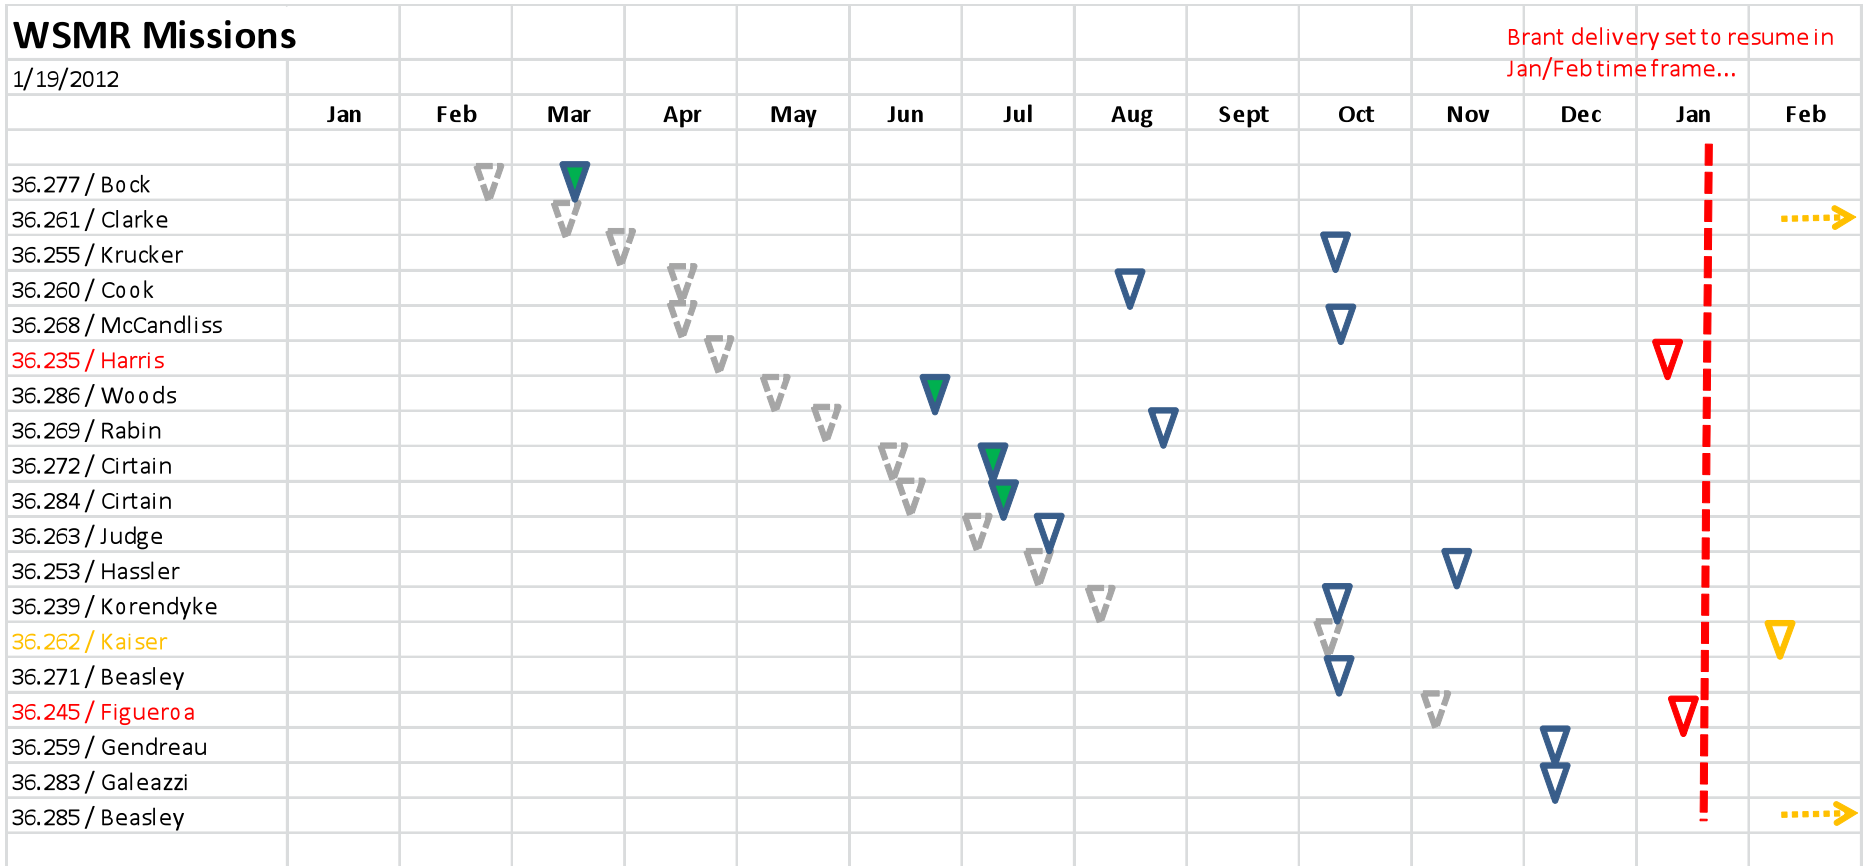 WSMR Missions
Brant delivery set to resume in
Jan/Feb time frame...
1/19/2012
Jan Feb Mar Apr May Jun Jul Aug Sept Oct Nov Dec Jan Feb
36.277 / Bock
36.261 / Clarke
36.255 / Krucker
36.260 / Cook
36.268 / McCandliss
36.235 / Harris
36.286 / Woods
36.269 / Rabin
36.272 / Cirtain
36.284 / Cirtain
36.263 / Judge
36.253 / Hassler
36.239 / Korendyke
36.262 / Kaiser
36.271 / Beasley
36.245 / Figueroa
36.259 / Gendreau
36.283 / Galeazzi
36.285 / Beasley